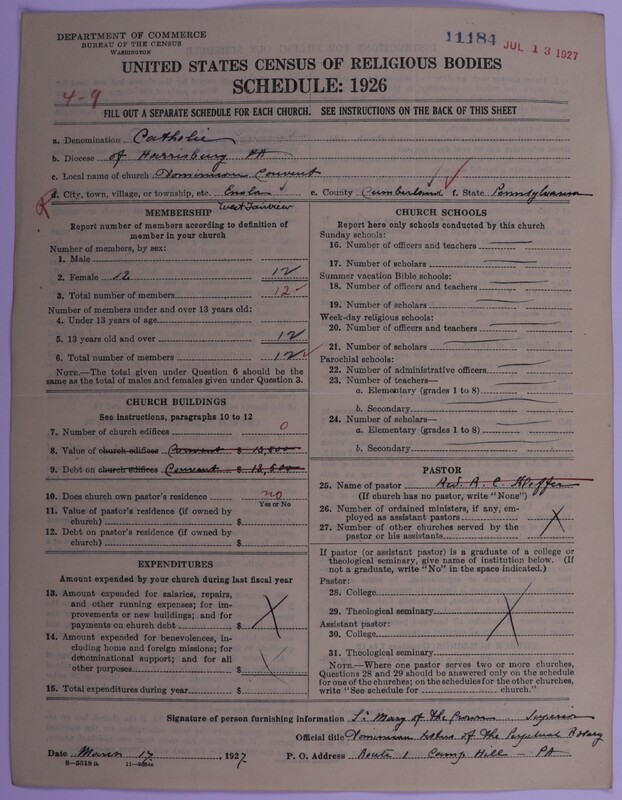 DEPARTMENT OF COMMERCE
BUREAU OF THE CENSUS
WASHINGTON
11184 JUL 13 1927
UNITED STATES CENSUS OF RELIGIOUS BODIES
SCHEDULE: 1926
4-9
FILL OUT A SEPARATE SCHEDULE FOR EACH CHURCH. SEE INSTRUCTIONS ON THE BACK OF THIS SHEET
a. Denomination Catholic
b. Diocese of Harrisburg PA
c. Local name of church Dominican Convent
d. City, town, village, or township, etc. Enola e. County Cumberland f. State Pennsylvania
West Fairview
MEMBERSHIP
Report number of members according to definition of
member in your church
Number of members, by sex:
1. Male
2. Female 12 12
3. Total number of members 12
Number of members under and over 13 years old:
4. Under 13 years of age
5. 13 years old and over 12
6. Total number of members 12
NOTE.—The total given under Question 6 should be
same as the total of males and females given under Question 3.
CHURCH BUILDINGS
See instructions, paragraphs 10 to 12
7. Number of church edifices 0
8. Value of church edifices Convent $ 13,500
9. Debt on church edifices Convent $ 13,500
10. Does church own pastor's residence no
Yes or No
11. Value of pastor's residence (if owned by
church) $
12. Debt on pastor's residence (if owned by
church) $
EXPENDITURES
Amount expended by your church during last fiscal year
13. Amount expended for salaries, repairs,
and other running expenses; for im-
provements or new buildings; and for
payments on church debt $
14. Amount expended for benevolences, in-
cluding home and foreign missions; for
denominational support; and for all
other purposes $
15. Total expenditures during year $
CHURCH SCHOOLS
Report here only schools conducted by this church
Sunday schools:
16. Number of officers and teachers
17. Number of scholars
Summer vacation Bible schools:
18. Number of officers and teachers
19. Number of scholars
Week-day religious schools:
20. Number of officers and teachers
21. Number of scholars
Parochial schools:
22. Number of administrative officers
23. Number of teachers—
a. Elementary (grades 1 to 8)
b. Secondary
24. Number of scholars—
a. Elementary (grades 1 to 8)
b. Secondary
PASTOR
25. Name of pastor Rev. A. C.
(If church has no pastor, write "None")
26. Number of ordained ministers, if any, em-
ployed as assistant pastors
27. Number of other churches served by the
pastor or his assistants
If pastor (or assistant pastor) is a graduate of a college or
theological seminary, give name of institution below. (If
not a graduate, write "No" in the space indicated.)
Pastor:
28. College
29. Theological seminary
Assistant pastor:
30. College
31. Theological seminary
NOTE.—Where one pastor serves two or more churches,
Questions 28 and 29 should be answered only on the schedule
for one of the churches; on the schedules for the other churches,
write "See schedule for church."
Signature of person furnishing information Sr Mary of the Crown Superior
Official title Dominican Sisters of the Perpetual Rosary
Date March 17, 1927 P. O. Address Route 1 Camp Hill - PA
8-5318a